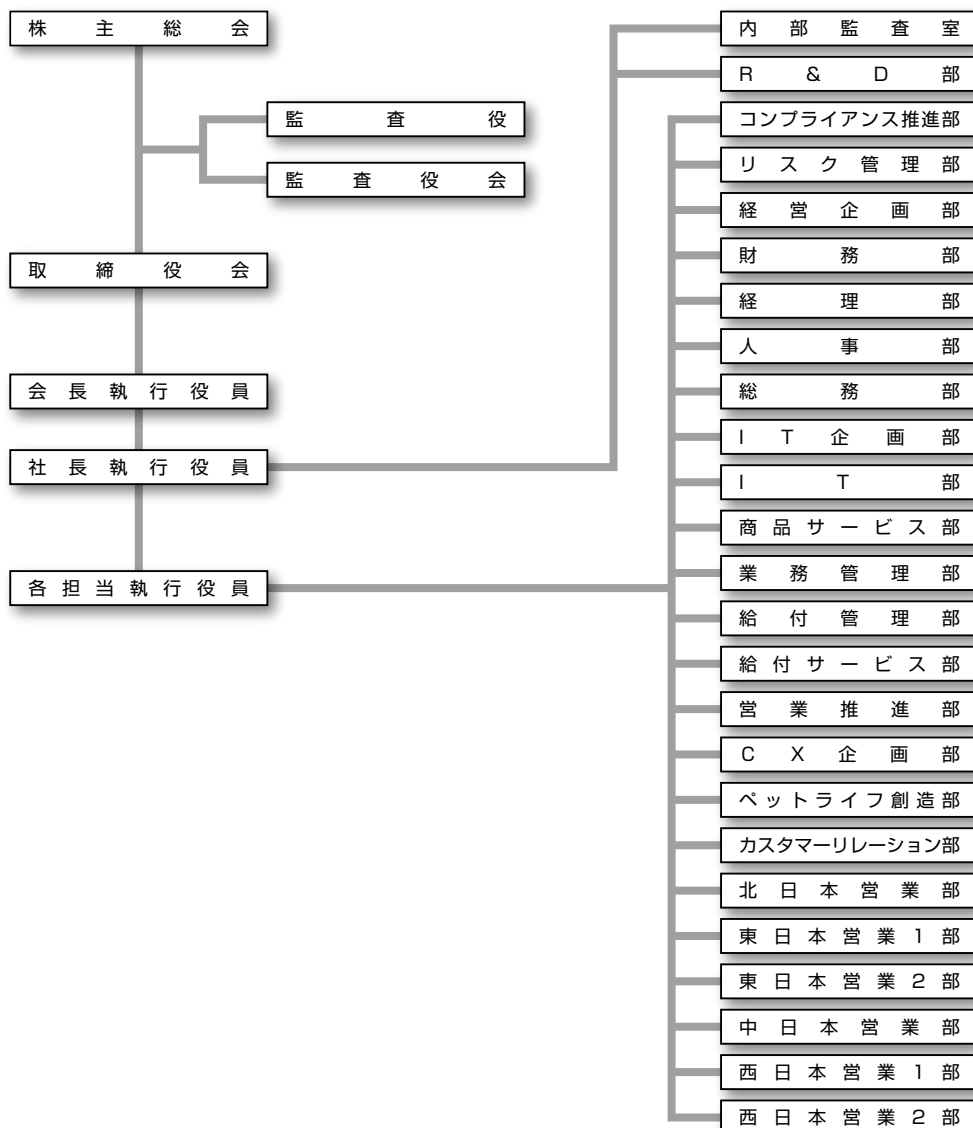 株主総会
監査役
監査役会
取締役会
会長執行役員
社長執行役員
各担当執行役員
内部監査室
R&D部
コンプライアンス推進部
リスク管理部
経営企画部
財務部
経理部
人事部
総務部
IT企画部
IT部
商品サービス部
業務管理部
給付管理部
給付サービス部
営業推進部
CX企画部
ペットライフ創造部
カスタマーリレーション部
北日本営業部
東日本営業1部
東日本営業2部
中日本営業部
西日本営業1部
西日本営業2部